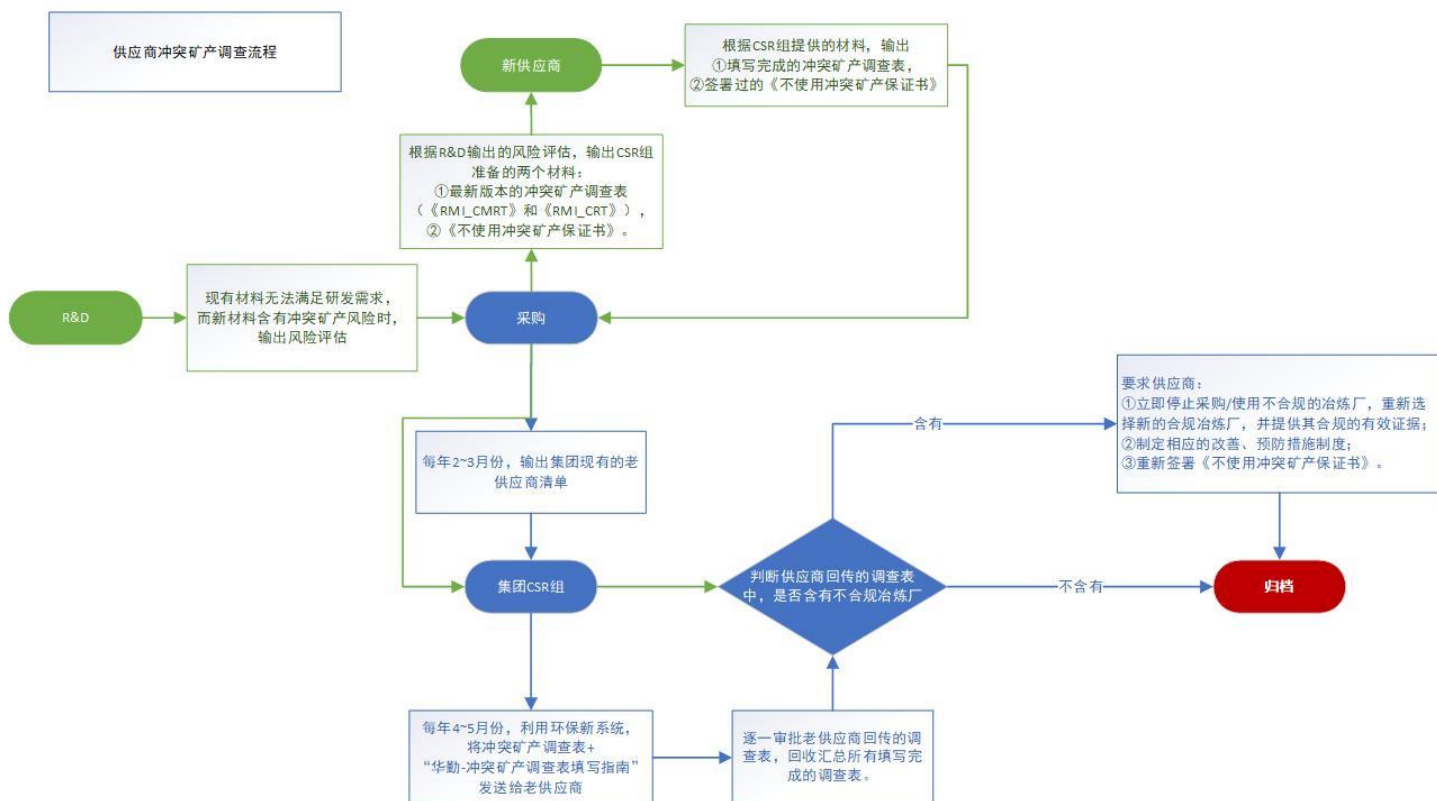 供应商冲突矿产调查流程
新供应商
根据CSR组提供的材料，输出
①填写完成的冲突矿产调查表，
②签署过的《不使用冲突矿产保证书》
根据R&D输出的风险评估，输出CSR组
准备的两个材料：
①最新版本的冲突矿产调查表
（《RMI_CMRT》和《RMI_CRT》），
②《不使用冲突矿产保证书》。
R&D
现有材料无法满足研发需求，
而新材料含有冲突矿产风险时，
输出风险评估
采购
每年2~3月份，输出集团现有的老
供应商清单
集团CSR组
判断供应商回传的调查表
中，是否含有不合规冶炼厂
含有
要求供应商：
①立即停止采购/使用不合规的冶炼厂，重新选
择新的合规冶炼厂，并提供其合规的有效证据；
②制定相应的改善、预防措施制度；
③重新签署《不使用冲突矿产保证书》。
不含有
归档
每年4~5月份，利用环保新系统，
将冲突矿产调查表+
“华勤-冲突矿产调查表填写指南”
发送给老供应商
逐一审批老供应商回传的调
查表，回收汇总所有填写完
成的调查表。